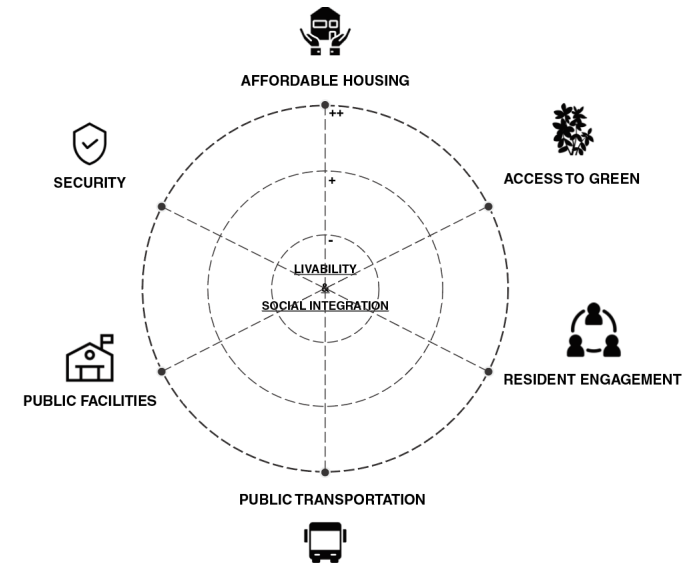 AFFORDABLE HOUSING
++
SECURITY
ACCESS TO GREEN
+
-
LIVABILITY
&
SOCIAL INTEGRATION
PUBLIC FACILITIES
RESIDENT ENGAGEMENT
PUBLIC TRANSPORTATION